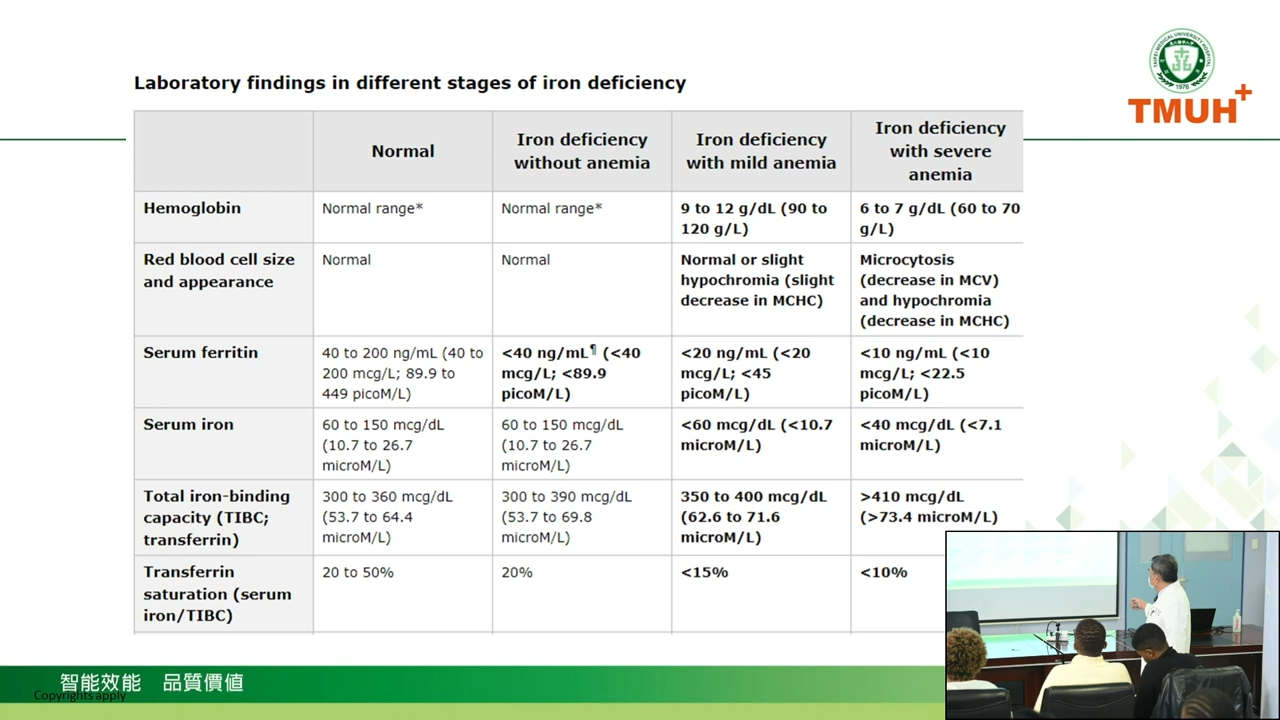 Laboratory findings in different stages of iron deficiency
TAIPEI MEDICAL UNIVERSITY HOSPITAL
1976
TMUH+
Normal
Iron deficiency
without anemia
Iron deficiency
with mild anemia
Iron deficiency
with severe
anemia
Hemoglobin
Normal range*
Normal range*
9 to 12 g/dL (90 to
120 g/L)
6 to 7 g/dL (60 to 70
g/L)
Red blood cell size
and appearance
Normal
Normal
Normal or slight
hypochromia (slight
decrease in MCHC)
Microcytosis
(decrease in MCV)
and hypochromia
(decrease in MCHC)
Serum ferritin
40 to 200 ng/mL (40 to
200 mcg/L; 89.9 to
449 picoM/L)
<40 ng/mL¶ (<40
mcg/L; <89.9
picoM/L)
<20 ng/mL (<20
mcg/L; <45
picoM/L)
<10 ng/mL (<10
mcg/L; <22.5
picoM/L)
Serum iron
60 to 150 mcg/dL
(10.7 to 26.7
microM/L)
60 to 150 mcg/dL
(10.7 to 26.7
microM/L)
<60 mcg/dL (<10.7
microM/L)
<40 mcg/dL (<7.1
microM/L)
Total iron-binding
capacity (TIBC;
transferrin)
300 to 360 mcg/dL
(53.7 to 64.4
microM/L)
300 to 390 mcg/dL
(53.7 to 69.8
microM/L)
350 to 400 mcg/dL
(62.6 to 71.6
microM/L)
>410 mcg/dL
(>73.4 microM/L)
Transferrin
saturation (serum
iron/TIBC)
20 to 50%
20%
<15%
<10%
智能效能 品質價値
Copyrights apply